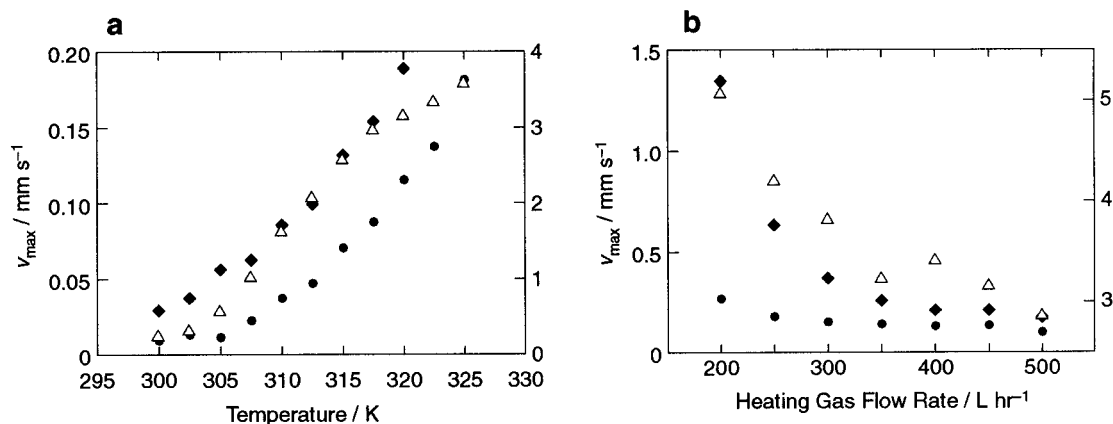 a
0.20
0.15
0.10
0.05
0
4
3
2
1
0
295 300 305 310 315 320 325 330
v_max / mm s⁻¹
Temperature / K
b
1.5
1.0
0.5
0
5
4
3
200 300 400 500
v_max / mm s⁻¹
Heating Gas Flow Rate / L hr⁻¹